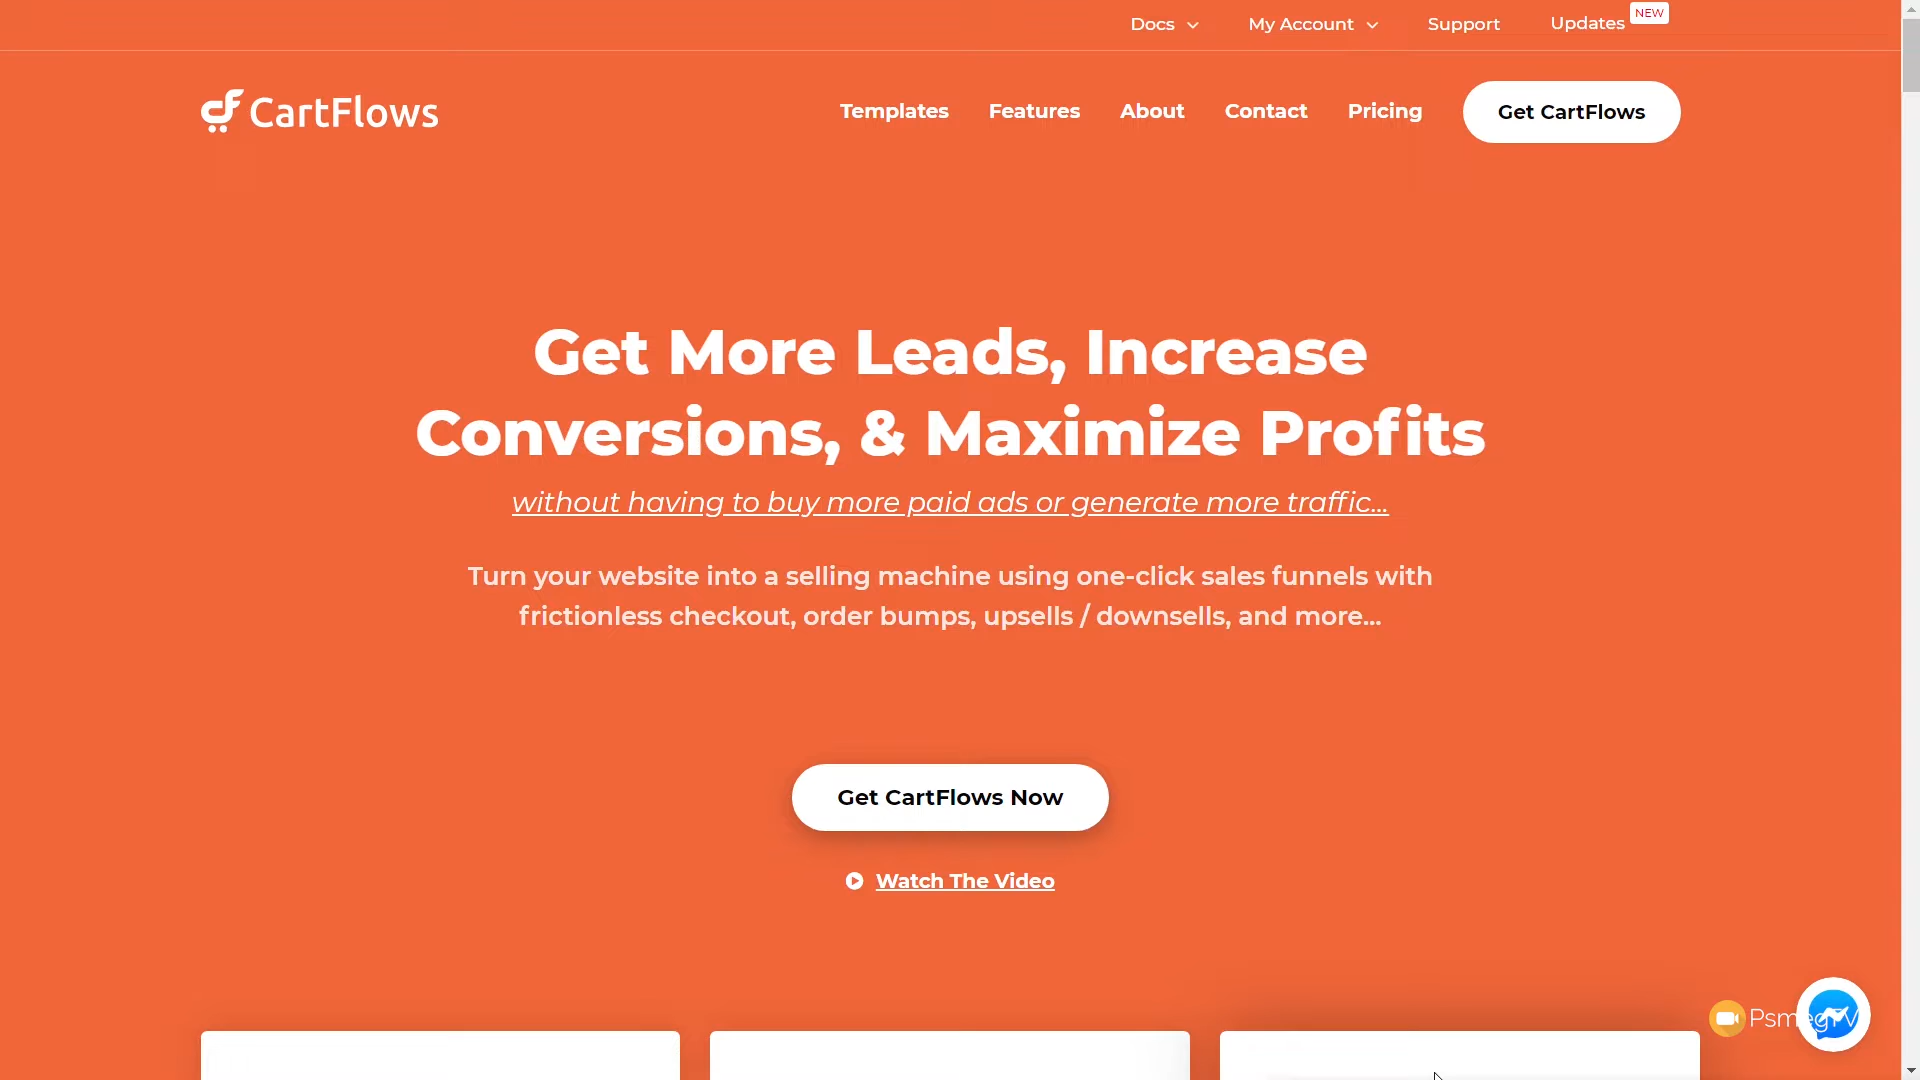 Docs
My Account
Support
Updates
NEW
CartFlows
Templates
Features
About
Contact
Pricing
Get CartFlows
Get More Leads, Increase
Conversions, & Maximize Profits
without having to buy more paid ads or generate more traffic...
Turn your website into a selling machine using one-click sales funnels with
frictionless checkout, order bumps, upsells / downsells, and more...
Get CartFlows Now
Watch The Video
PsmegTV